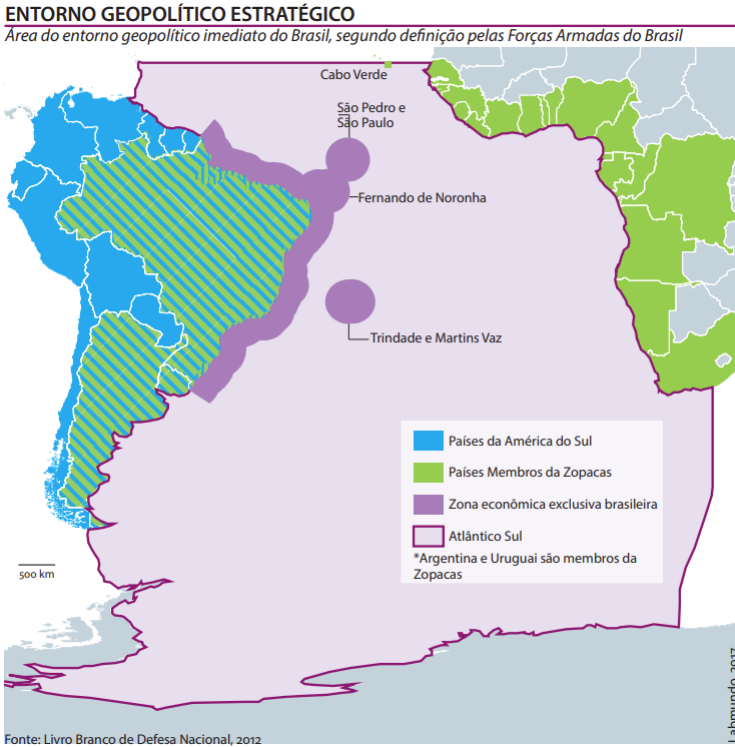 ENTORNO GEOPOLÍTICO ESTRATÉGICO
Área do entorno geopolítico imediato do Brasil, segundo definição pelas Forças Armadas do Brasil
Cabo Verde
São Pedro e
São Paulo
Fernando de Noronha
Trindade e Martins Vaz
Países da América do Sul
Países Membros da Zopacas
Zona econômica exclusiva brasileira
Atlântico Sul
*Argentina e Uruguai são membros da
Zopacas
500 km
Labmundo, 2017
Fonte: Livro Branco de Defesa Nacional, 2012